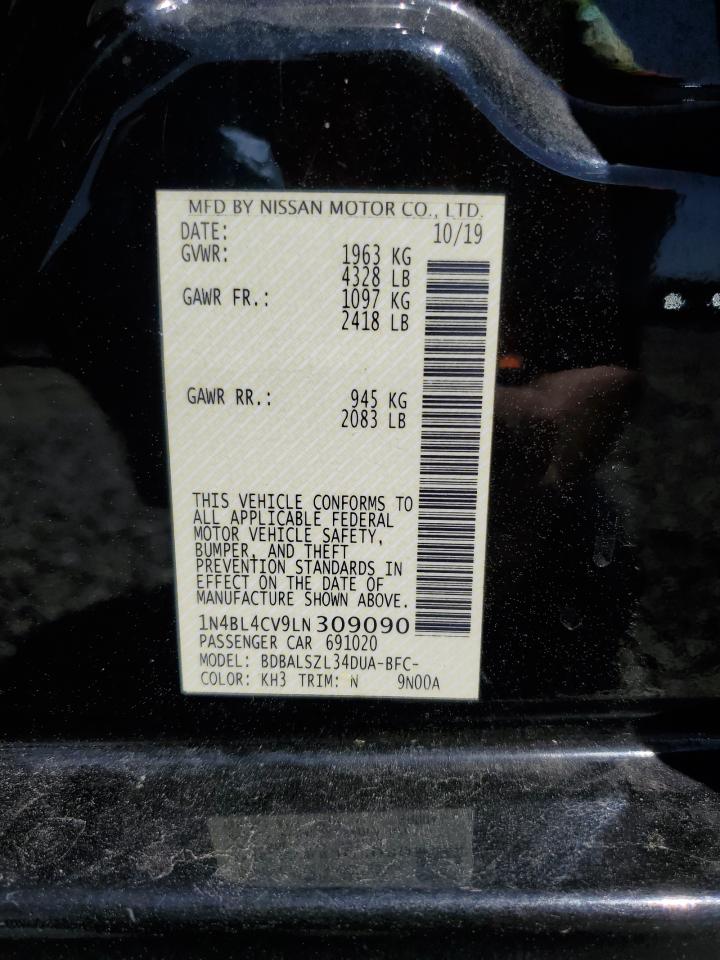 MFD BY NISSAN MOTOR CO., LTD.
DATE: 10/19
GVWR: 1963 KG
4328 LB
GAWR FR.: 1097 KG
2418 LB
GAWR RR.: 945 KG
2083 LB
THIS VEHICLE CONFORMS TO
ALL APPLICABLE FEDERAL
MOTOR VEHICLE SAFETY,
BUMPER, AND THEFT
PREVENTION STANDARDS IN
EFFECT ON THE DATE OF
MANUFACTURE SHOWN ABOVE.
1N4BL4CV9LN309090
PASSENGER CAR 691020
MODEL: BDBALSZL34DUA-BFC-
COLOR: KH3 TRIM: N 9N00A